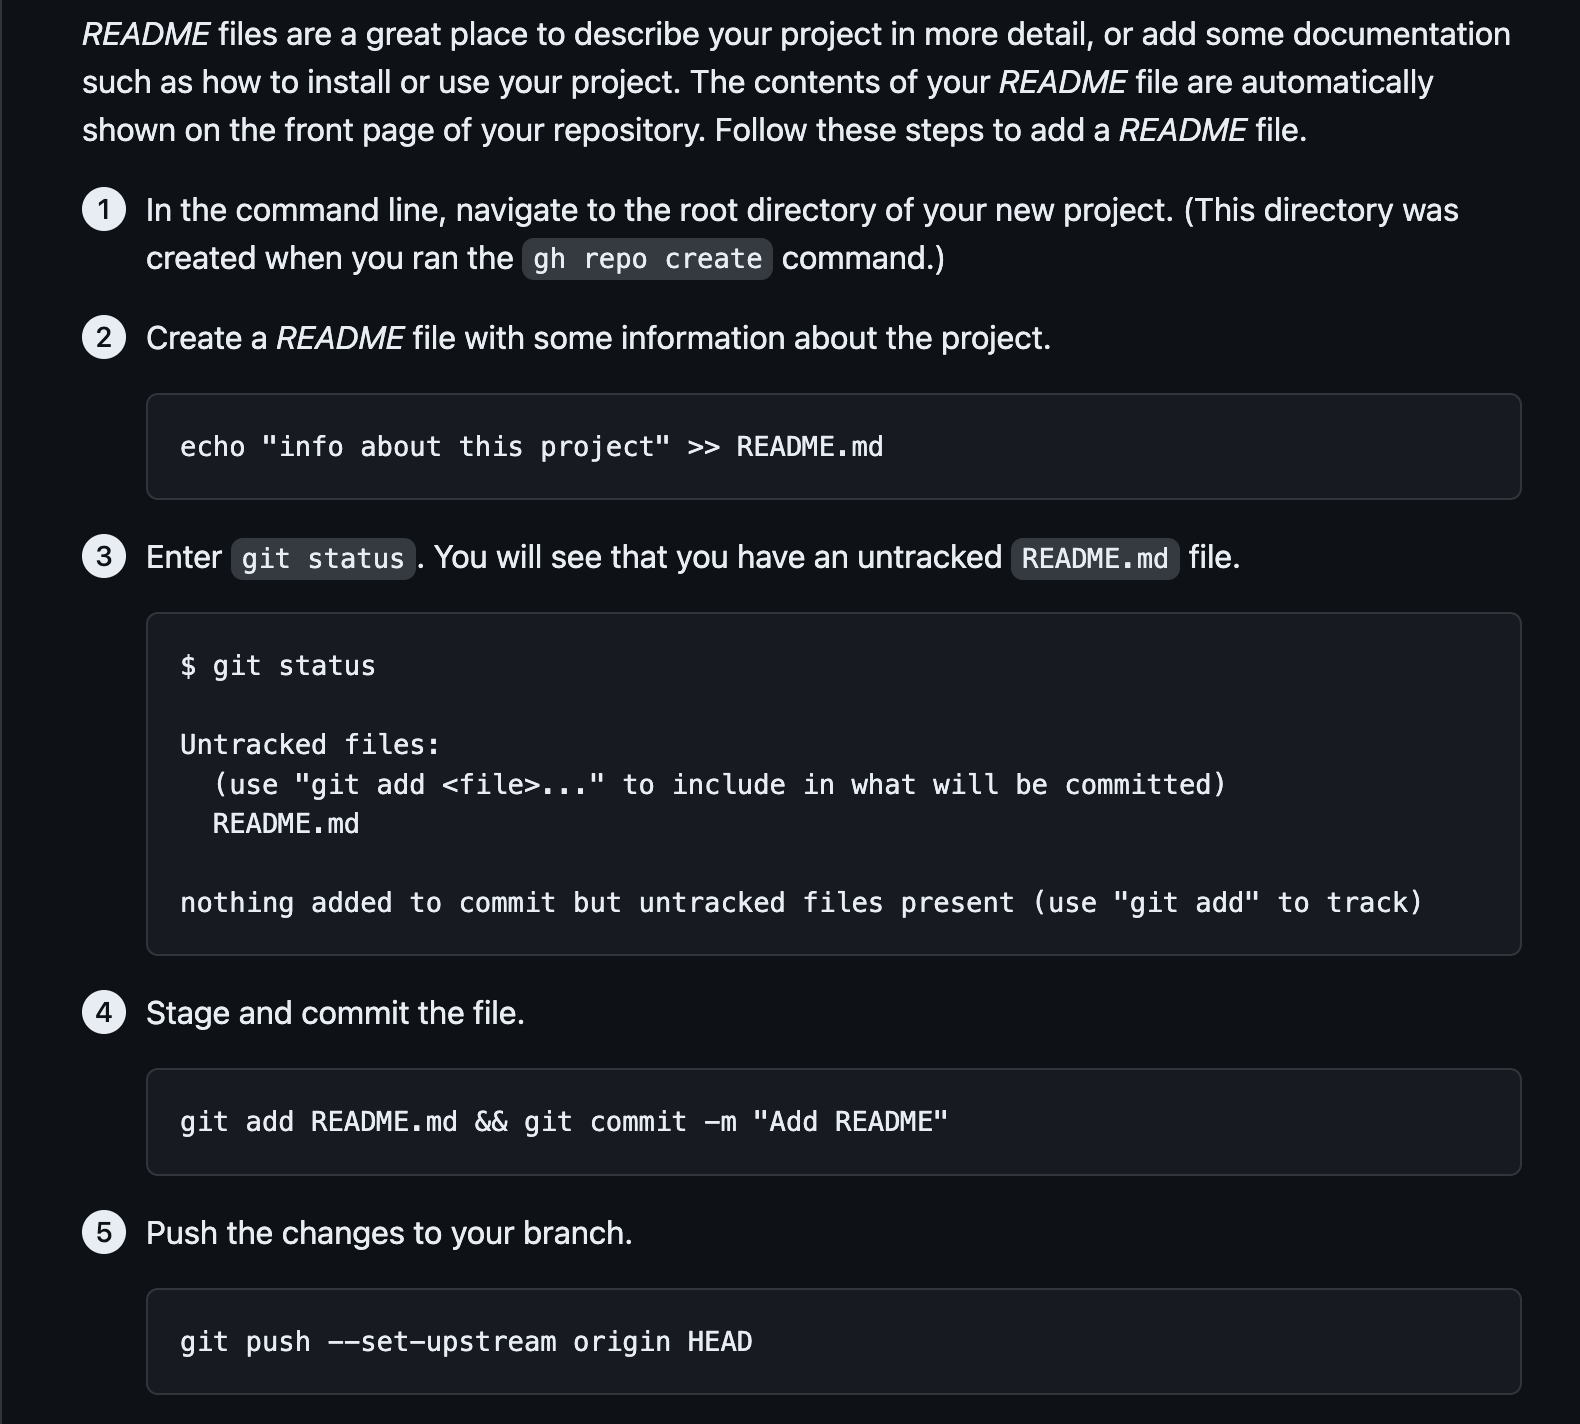 README files are a great place to describe your project in more detail, or add some documentation
such as how to install or use your project. The contents of your README file are automatically
shown on the front page of your repository. Follow these steps to add a README file.
1 In the command line, navigate to the root directory of your new project. (This directory was
created when you ran the gh repo create command.)
2 Create a README file with some information about the project.
echo "info about this project" >> README.md
3 Enter git status. You will see that you have an untracked README.md file.
$ git status
Untracked files:
(use "git add <file>..." to include in what will be committed)
README.md
nothing added to commit but untracked files present (use "git add" to track)
4 Stage and commit the file.
git add README.md && git commit -m "Add README"
5 Push the changes to your branch.
git push --set-upstream origin HEAD